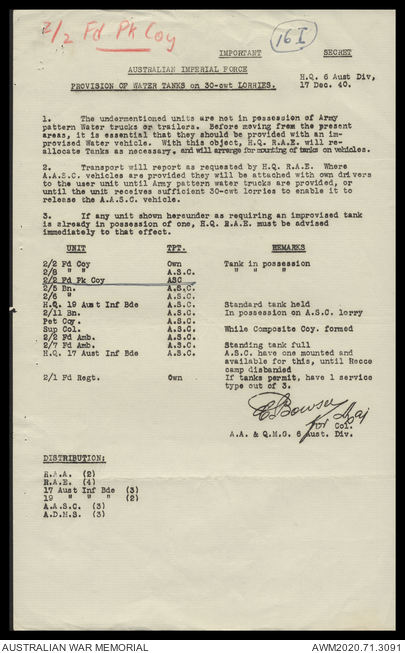 2/2 Fd Pk Coy
16 I
IMPORTANT SECRET
AUSTRALIAN IMPERIAL FORCE
H.Q. 6 Aust Div,
PROVISION OF WATER TANKS on 30-cwt LORRIES. 17 Dec. 40.
1. The undermentioned units are not in possession of Army
pattern Water trucks or trailers. Before moving from the present
areas, it is essential that they should be provided with an im-
provised Water vehicle. With this object, H.Q. R.A.E. will re-
allocate Tanks as necessary, and will arrange for mounting of tanks on vehicles.
2. Transport will report as requested by H.Q. R.A.E. Where
A.A.S.C. vehicles are provided they will be attached with own drivers
to the user unit until Army pattern water trucks are provided, or
until the unit receives sufficient 30-cwt lorries to enable it to
release the A.A.S.C. vehicle.
3. If any unit shown hereunder as requiring an improvised tank
is already in possession of one, H.Q. R.A.E. must be advised
immediately to that effect.
UNIT TPT. REMARKS
2/2 Fd Coy Own Tank in possession
2/8 " " A.S.C. " " "
2/2 Fd Pk Coy ASC
2/5 Bn. A.S.C.
2/6 " A.S.C.
H.Q. 19 Aust Inf Bde A.S.C. Standard tank held
2/11 Bn. A.S.C. In possession on A.S.C. lorry
Pet Coy. A.S.C.
Sup Col. A.S.C. While Composite Coy. formed
2/2 Fd Amb. A.S.C.
2/7 Fd Amb. A.S.C. Standing tank full
H.Q. 17 Aust Inf Bde A.S.C. A.S.C. have one mounted and
available for this, until Recce
camp disbanded
2/1 Fd Regt. Own If tanks permit, have 1 service
type out of 3.
Maj
for Col.
A.A. & Q.M.G. 6 Aust. Div.
DISTRIBUTION:
R.A.A. (2)
R.A.E. (4)
17 Aust Inf Bde (3)
19 " " " (2)
A.A.S.C. (3)
A.D.M.S. (3)
AUSTRALIAN WAR MEMORIAL AWM2020.71.3091